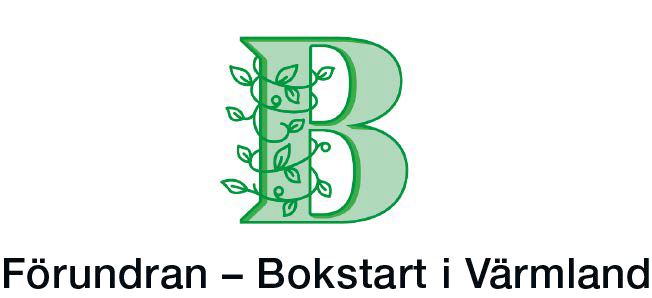 B
Förundran – Bokstart i Värmland